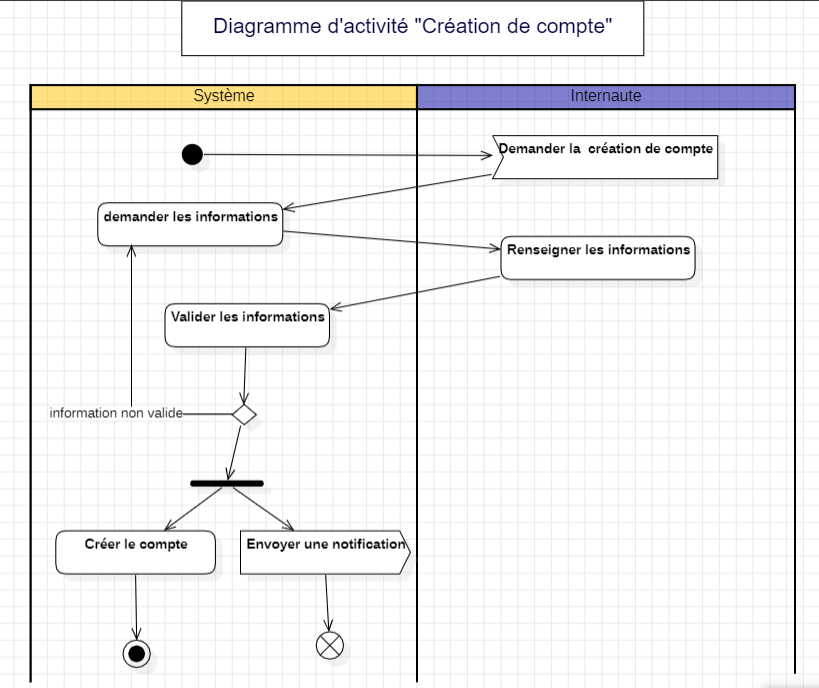 Diagramme d'activité "Création de compte"
Système
Internaute
Demander la  création de compte
demander les informations
Renseigner les informations
Valider les informations
information non valide
Créer le compte
Envoyer une notification